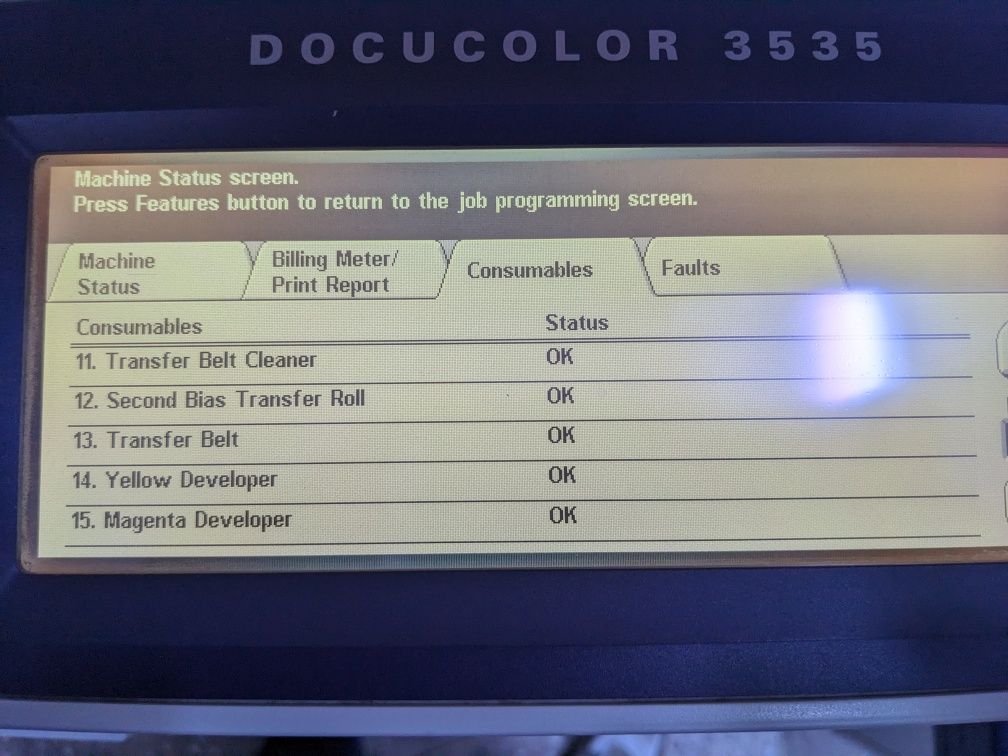 DOCUCOLOR 3535
Machine Status screen.
Press Features button to return to the job programming screen.
Machine
Status
Billing Meter/
Print Report
Consumables
Faults
Consumables Status
11. Transfer Belt Cleaner OK
12. Second Bias Transfer Roll OK
13. Transfer Belt OK
14. Yellow Developer OK
15. Magenta Developer OK